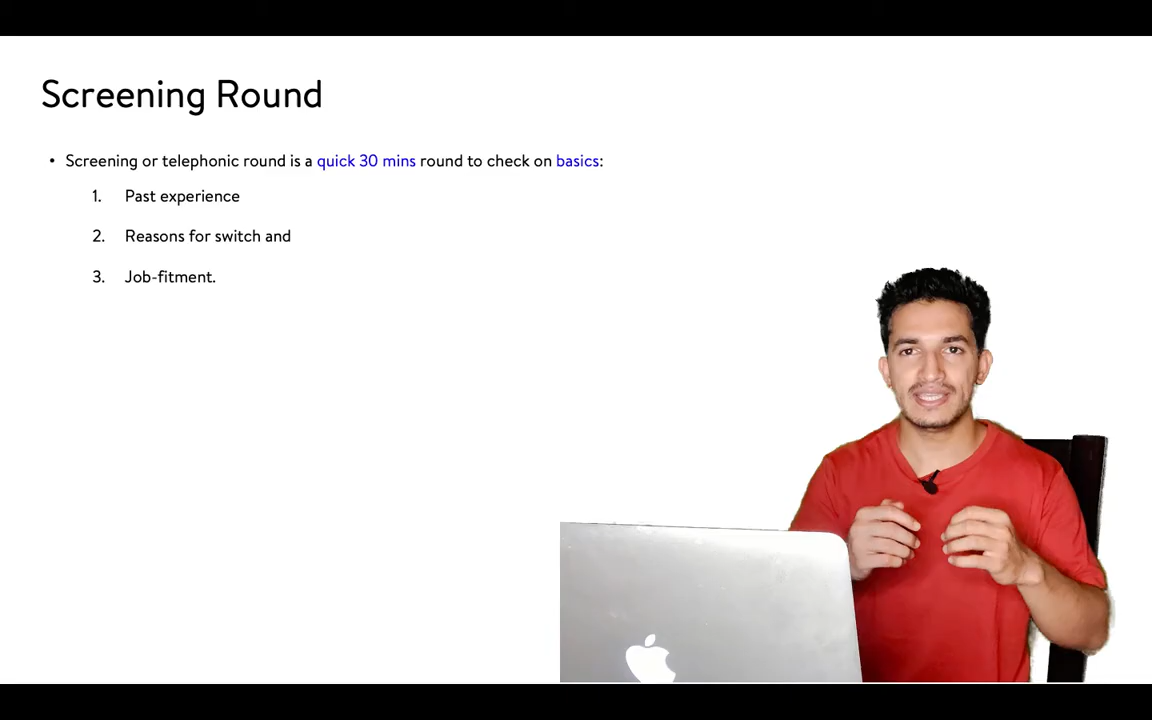 Screening Round
• Screening or telephonic round is a quick 30 mins round to check on basics:
1. Past experience
2. Reasons for switch and
3. Job-fitment.